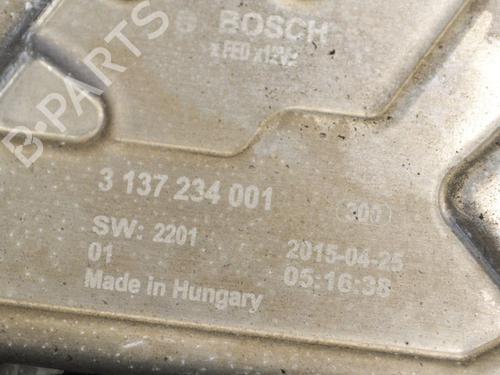 BOSCH
3 137 234 001 300
SW: 2201
01
2015-04-25
05:16:38
Made in Hungary
B-PARTS